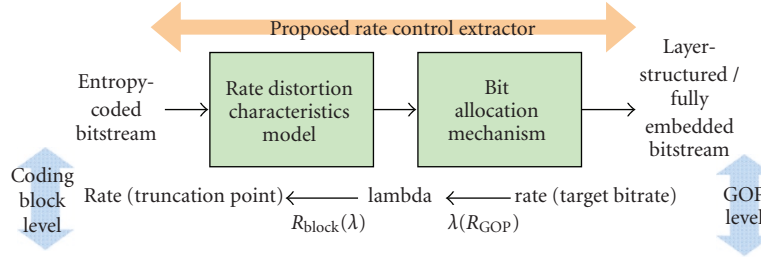 Proposed rate control extractor
Entropy-
coded
bitstream
Rate distortion
characteristics
model
Bit
allocation
mechanism
Layer-
structured /
fully
embedded
bitstream
Coding
block
level
Rate (truncation point)
lambda
rate (target bitrate)
R_block(λ)
λ(R_GOP)
GOP
level